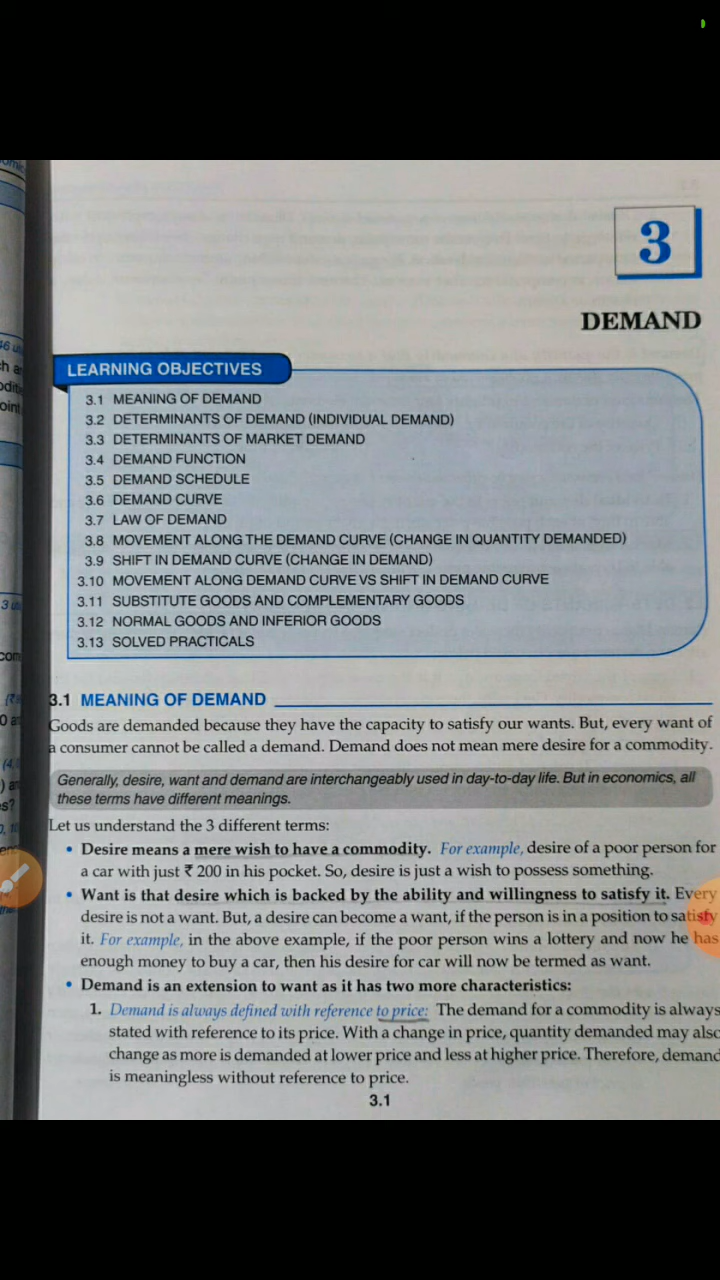 3
DEMAND
LEARNING OBJECTIVES
3.1 MEANING OF DEMAND
3.2 DETERMINANTS OF DEMAND (INDIVIDUAL DEMAND)
3.3 DETERMINANTS OF MARKET DEMAND
3.4 DEMAND FUNCTION
3.5 DEMAND SCHEDULE
3.6 DEMAND CURVE
3.7 LAW OF DEMAND
3.8 MOVEMENT ALONG THE DEMAND CURVE (CHANGE IN QUANTITY DEMANDED)
3.9 SHIFT IN DEMAND CURVE (CHANGE IN DEMAND)
3.10 MOVEMENT ALONG DEMAND CURVE VS SHIFT IN DEMAND CURVE
3.11 SUBSTITUTE GOODS AND COMPLEMENTARY GOODS
3.12 NORMAL GOODS AND INFERIOR GOODS
3.13 SOLVED PRACTICALS
3.1 MEANING OF DEMAND
Goods are demanded because they have the capacity to satisfy our wants. But, every want of
a consumer cannot be called a demand. Demand does not mean mere desire for a commodity.
Generally, desire, want and demand are interchangeably used in day-to-day life. But in economics, all
these terms have different meanings.
Let us understand the 3 different terms:
• Desire means a mere wish to have a commodity. For example, desire of a poor person for
a car with just ₹ 200 in his pocket. So, desire is just a wish to possess something.
• Want is that desire which is backed by the ability and willingness to satisfy it. Every
desire is not a want. But, a desire can become a want, if the person is in a position to satisfy
it. For example, in the above example, if the poor person wins a lottery and now he has
enough money to buy a car, then his desire for car will now be termed as want.
• Demand is an extension to want as it has two more characteristics:
1. Demand is always defined with reference to price: The demand for a commodity is always
stated with reference to its price. With a change in price, quantity demanded may also
change as more is demanded at lower price and less at higher price. Therefore, demand
is meaningless without reference to price.
3.1